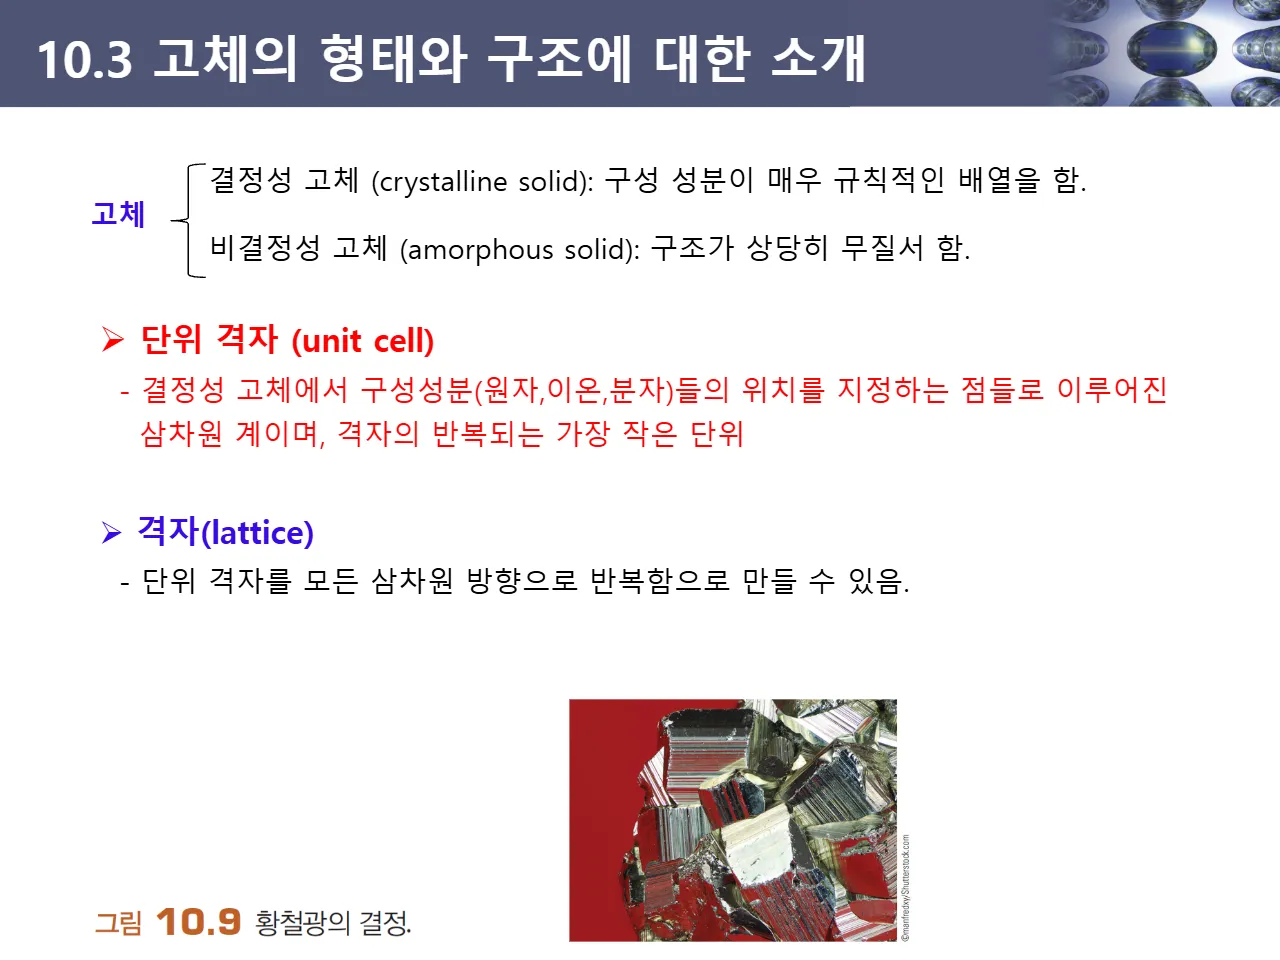 10.3 고체의 형태와 구조에 대한 소개
고체
결정성 고체 (crystalline solid): 구성 성분이 매우 규칙적인 배열을 함.
비결정성 고체 (amorphous solid): 구조가 상당히 무질서 함.
➢ 단위 격자 (unit cell)
- 결정성 고체에서 구성성분(원자,이온,분자)들의 위치를 지정하는 점들로 이루어진
삼차원 계이며, 격자의 반복되는 가장 작은 단위
➢ 격자(lattice)
- 단위 격자를 모든 삼차원 방향으로 반복함으로 만들 수 있음.
©manfredxy/Shutterstock.com
그림 10.9 황철광의 결정.